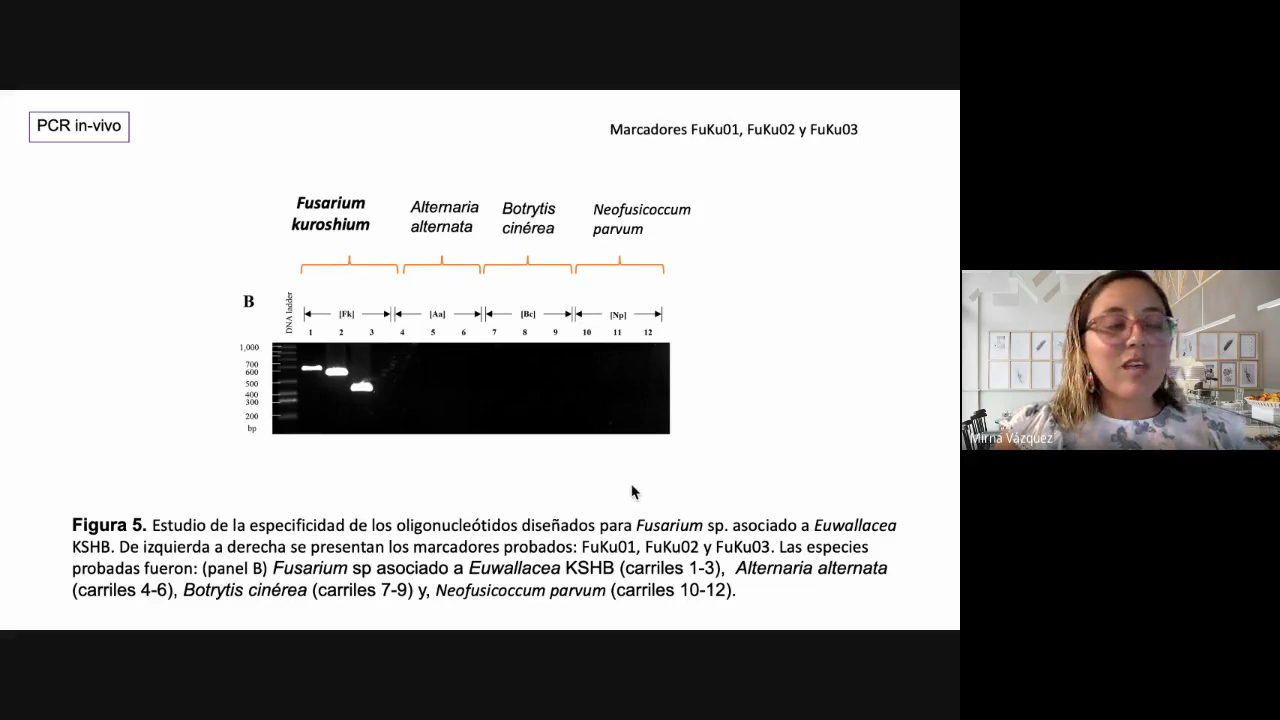 PCR in-vivo
Marcadores FuKu01, FuKu02 y FuKu03
Fusarium kuroshium
Alternaria alternata
Botrytis cinérea
Neofusicoccum parvum
B
DNA ladder
[Fk] [Aa] [Bc] [Np]
1 2 3 4 5 6 7 8 9 10 11 12
1,000
700
600
500
400
300
200
bp
Mirna Vázquez
Figura 5. Estudio de la especificidad de los oligonucleótidos diseñados para Fusarium sp. asociado a Euwallacea
KSHB. De izquierda a derecha se presentan los marcadores probados: FuKu01, FuKu02 y FuKu03. Las especies
probadas fueron: (panel B) Fusarium sp asociado a Euwallacea KSHB (carriles 1-3), Alternaria alternata
(carriles 4-6), Botrytis cinérea (carriles 7-9) y, Neofusicoccum parvum (carriles 10-12).